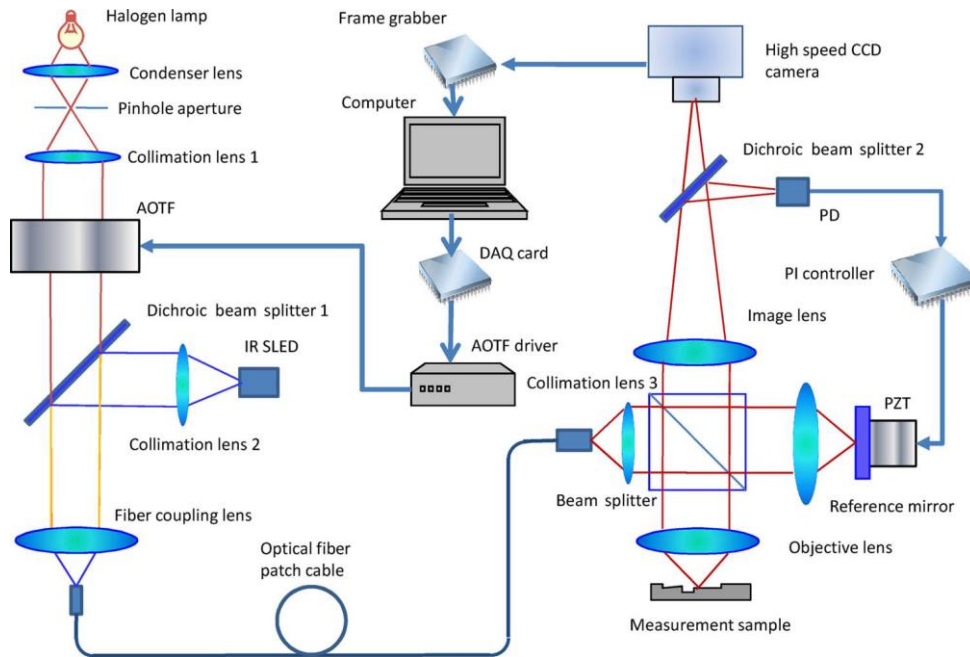 Halogen lamp
Condenser lens
Pinhole aperture
Collimation lens 1
AOTF
Dichroic beam splitter 1
IR SLED
Collimation lens 2
Fiber coupling lens
Optical fiber
patch cable
Frame grabber
Computer
DAQ card
AOTF driver
High speed CCD
camera
Dichroic beam splitter 2
PD
PI controller
Image lens
Collimation lens 3
PZT
Beam splitter
Reference mirror
Objective lens
Measurement sample